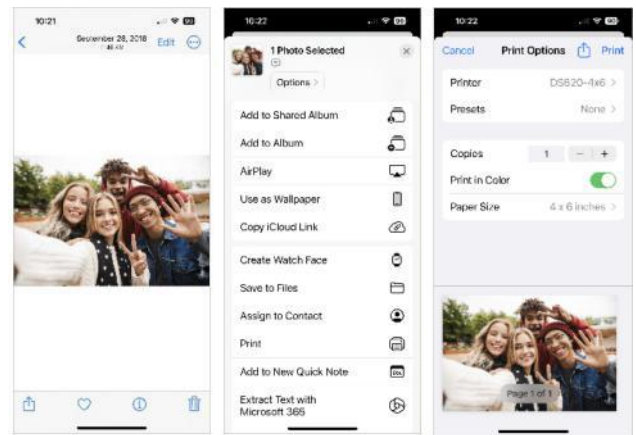 10:21
September 28, 2018
Edit
10:22
1 Photo Selected
Options >
Add to Shared Album
Add to Album
AirPlay
Use as Wallpaper
Copy iCloud Link
Create Watch Face
Save to Files
Assign to Contact
Print
Add to New Quick Note
Extract Text with
Microsoft 365
10:22
Cancel Print Options Print
Printer DS620-4x6 >
Presets None >
Copies 1 - +
Print in Color
Paper Size 4 x 6 inches >
Page 1 of 1